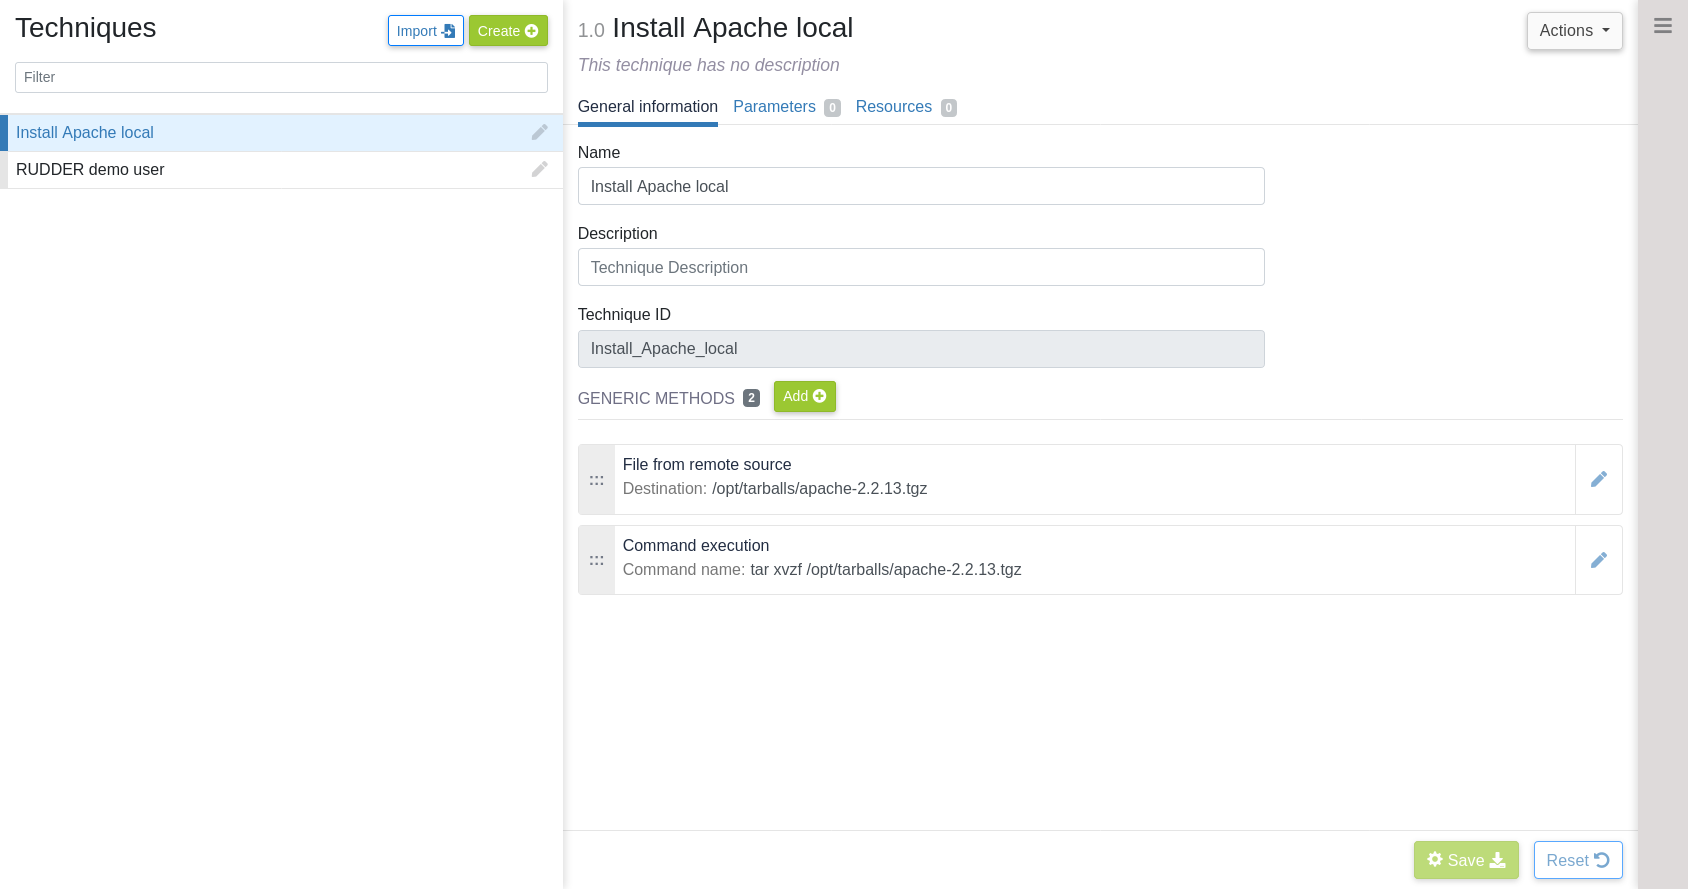 Techniques
Import
Create
Filter
Install Apache local
RUDDER demo user
1.0 Install Apache local
Actions
This technique has no description
General information Parameters 0 Resources 0
Name
Install Apache local
Description
Technique Description
Technique ID
Install_Apache_local
GENERIC METHODS 2 Add
File from remote source
Destination: /opt/tarballs/apache-2.2.13.tgz
Command execution
Command name: tar xvzf /opt/tarballs/apache-2.2.13.tgz
Save Reset